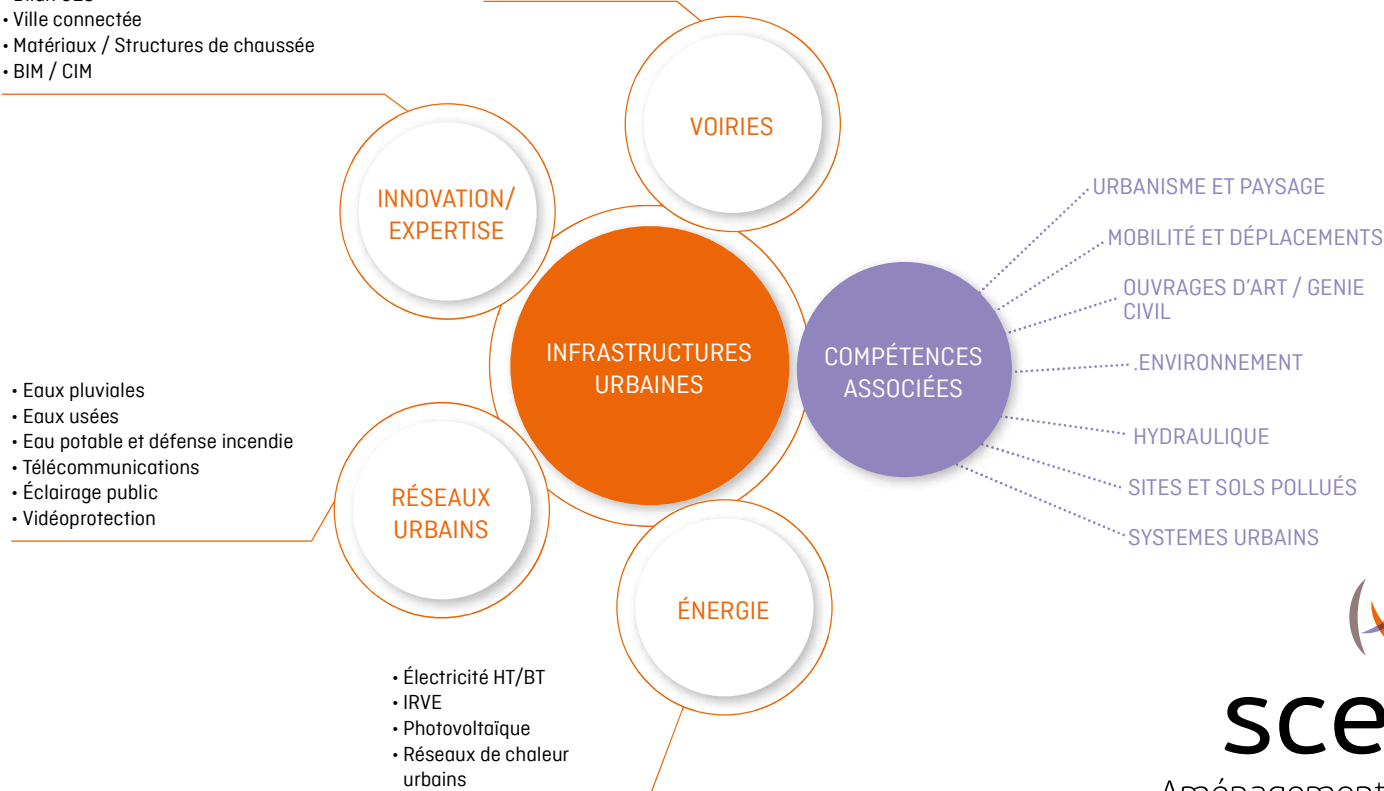 • Ville connectée
• Matériaux / Structures de chaussée
• BIM / CIM
VOIRIES
INNOVATION/
EXPERTISE
INFRASTRUCTURES
URBAINES
COMPÉTENCES
ASSOCIÉES
URBANISME ET PAYSAGE
MOBILITÉ ET DÉPLACEMENTS
OUVRAGES D'ART / GENIE
CIVIL
.ENVIRONNEMENT
HYDRAULIQUE
SITES ET SOLS POLLUÉS
SYSTEMES URBAINS
• Eaux pluviales
• Eaux usées
• Eau potable et défense incendie
• Télécommunications
• Éclairage public
• Vidéoprotection
RÉSEAUX
URBAINS
ÉNERGIE
• Électricité HT/BT
• IRVE
• Photovoltaïque
• Réseaux de chaleur
urbains
sce
Aménagement